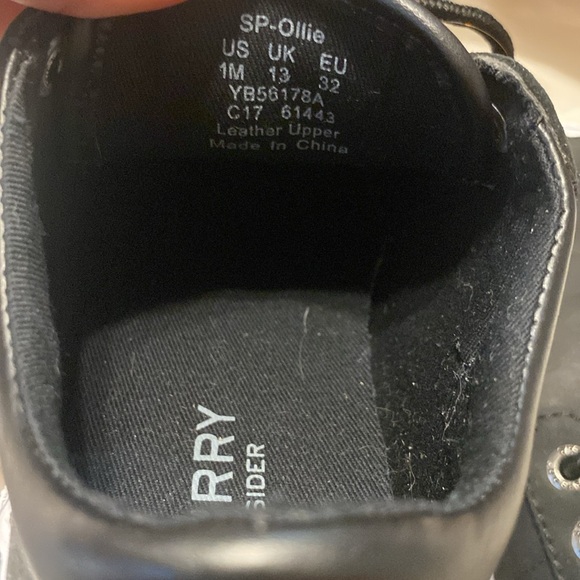 SP-Ollie
US UK EU
1M 13 32
YB56178A
C17 61443
Leather Upper
Made In China
RRY
SIDER